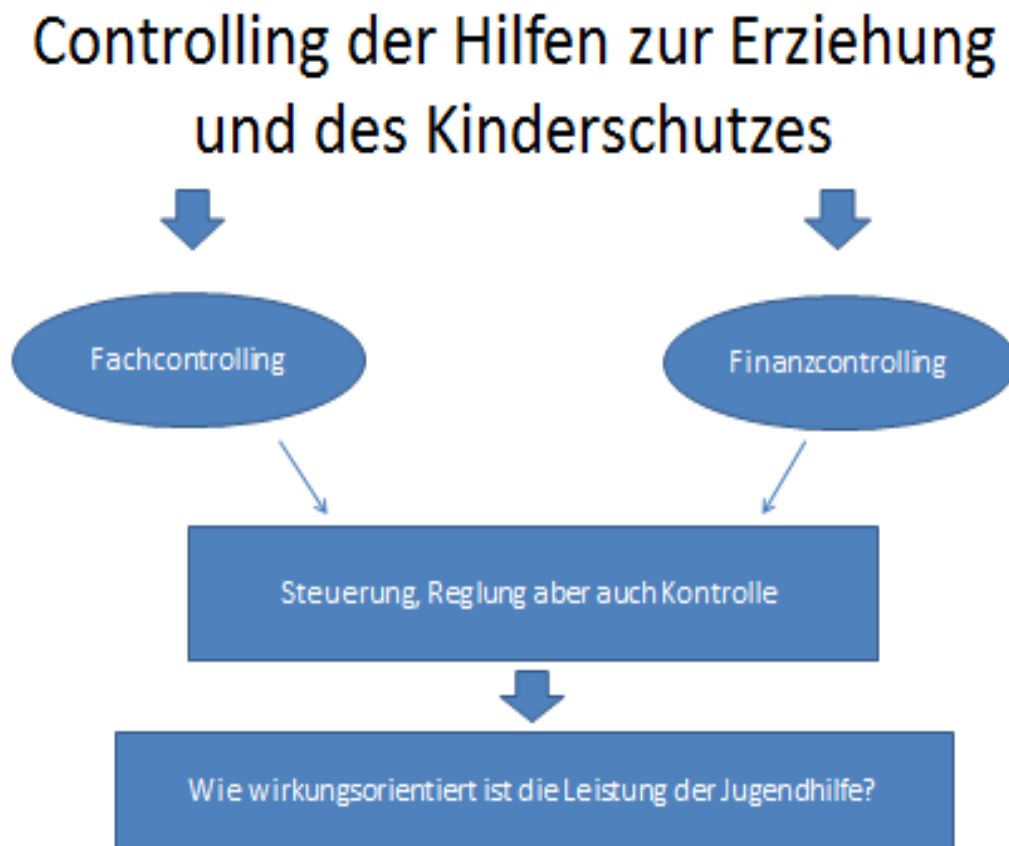 Controlling der Hilfen zur Erziehung
und des Kinderschutzes
Fachcontrolling
Finanzcontrolling
Steuerung, Reglung aber auch Kontrolle
Wie wirkungsorientiert ist die Leistung der Jugendhilfe?